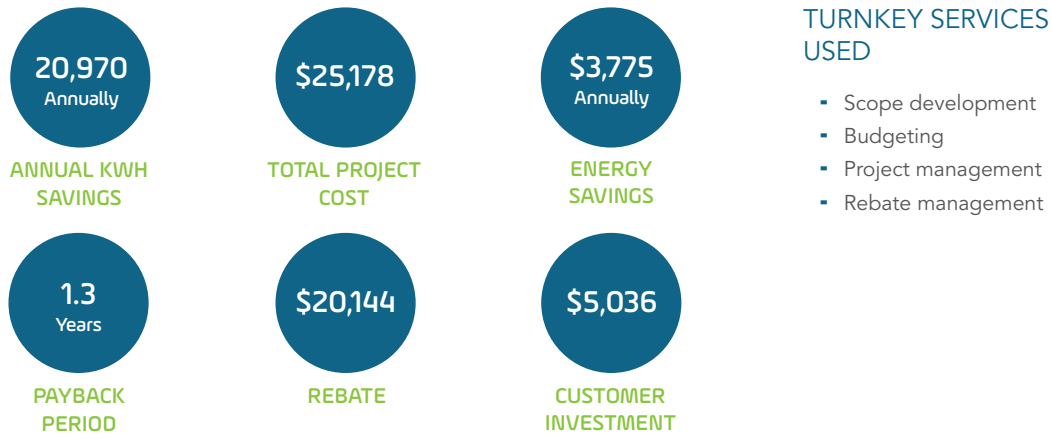 20,970
Annually
ANNUAL KWH
SAVINGS
$25,178
TOTAL PROJECT
COST
$3,775
Annually
ENERGY
SAVINGS
1.3
Years
PAYBACK
PERIOD
$20,144
REBATE
$5,036
CUSTOMER
INVESTMENT
TURNKEY SERVICES
USED
- Scope development
- Budgeting
- Project management
- Rebate management